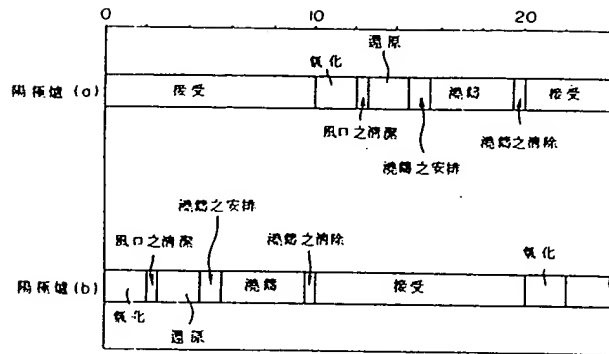 0 10 20
還原
氧化
陽極爐 (a) 接受 澆鑄 接受
風口之清潔 澆鑄之清除
澆鑄之安排
澆鑄之安排
風口之清潔 澆鑄之清除 氧化
陽極爐 (b) 澆鑄 接受
氧化 還原